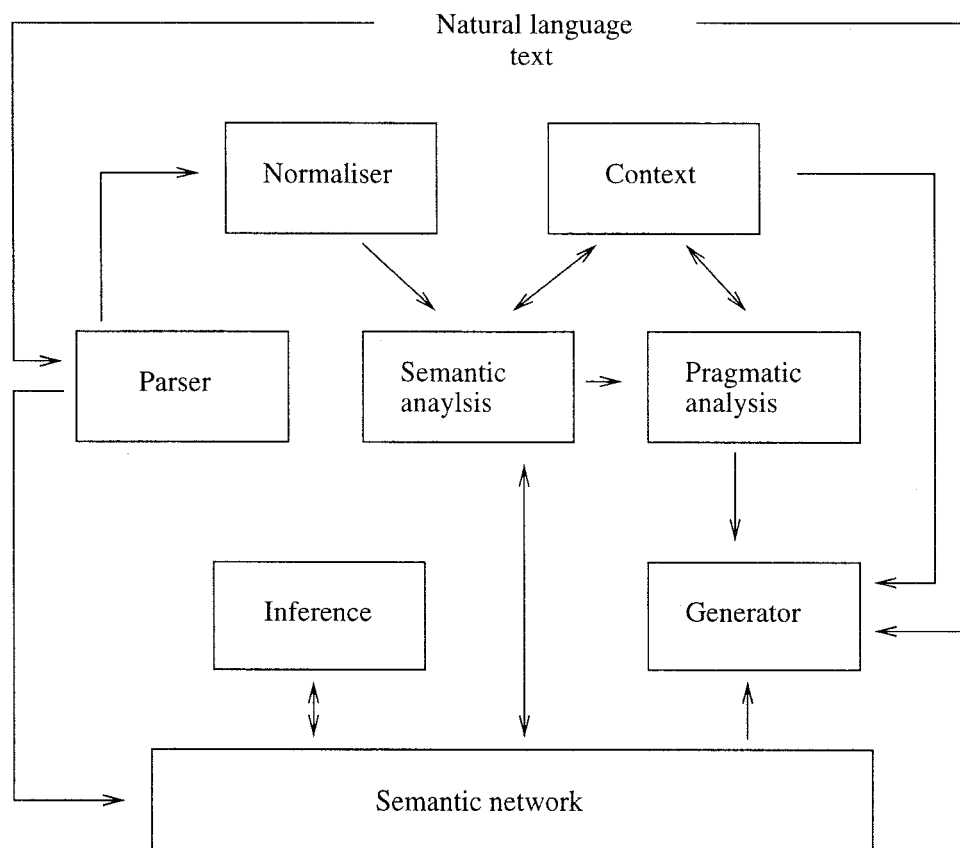 Natural language
text
Normaliser
Context
Parser
Semantic
anaylsis
Pragmatic
analysis
Inference
Generator
Semantic network